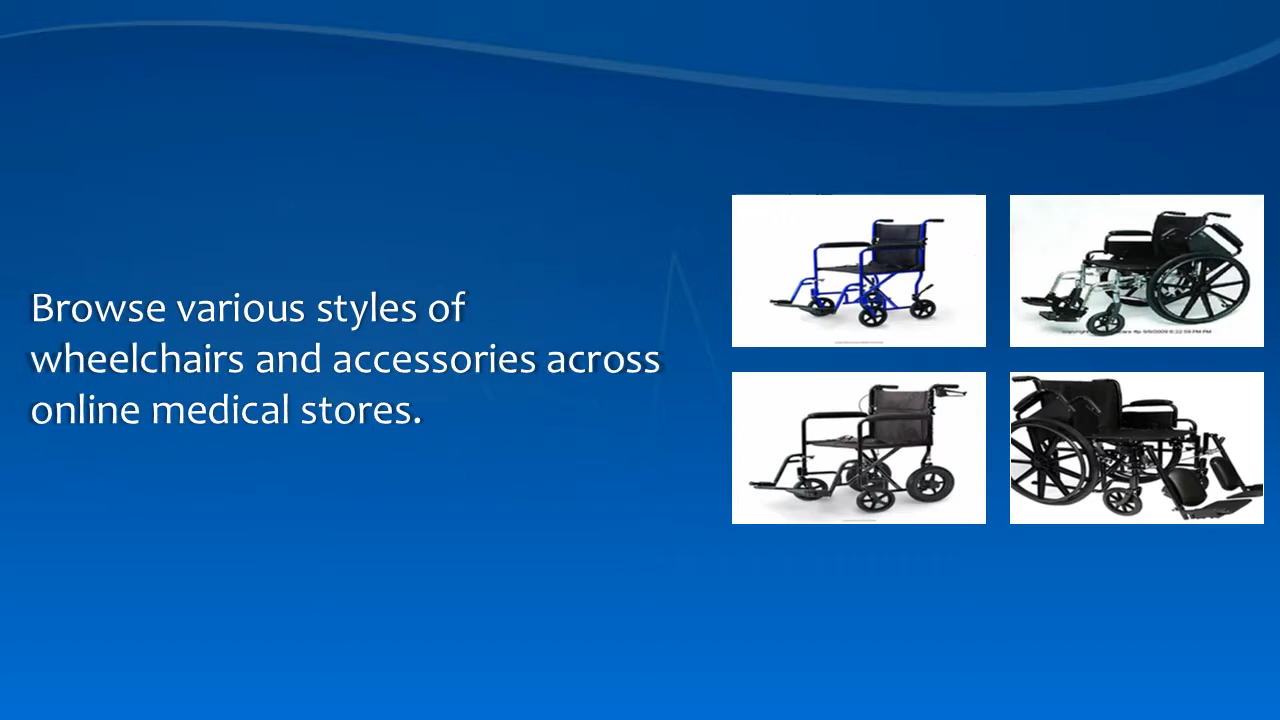 Browse various styles of
wheelchairs and accessories across
online medical stores.